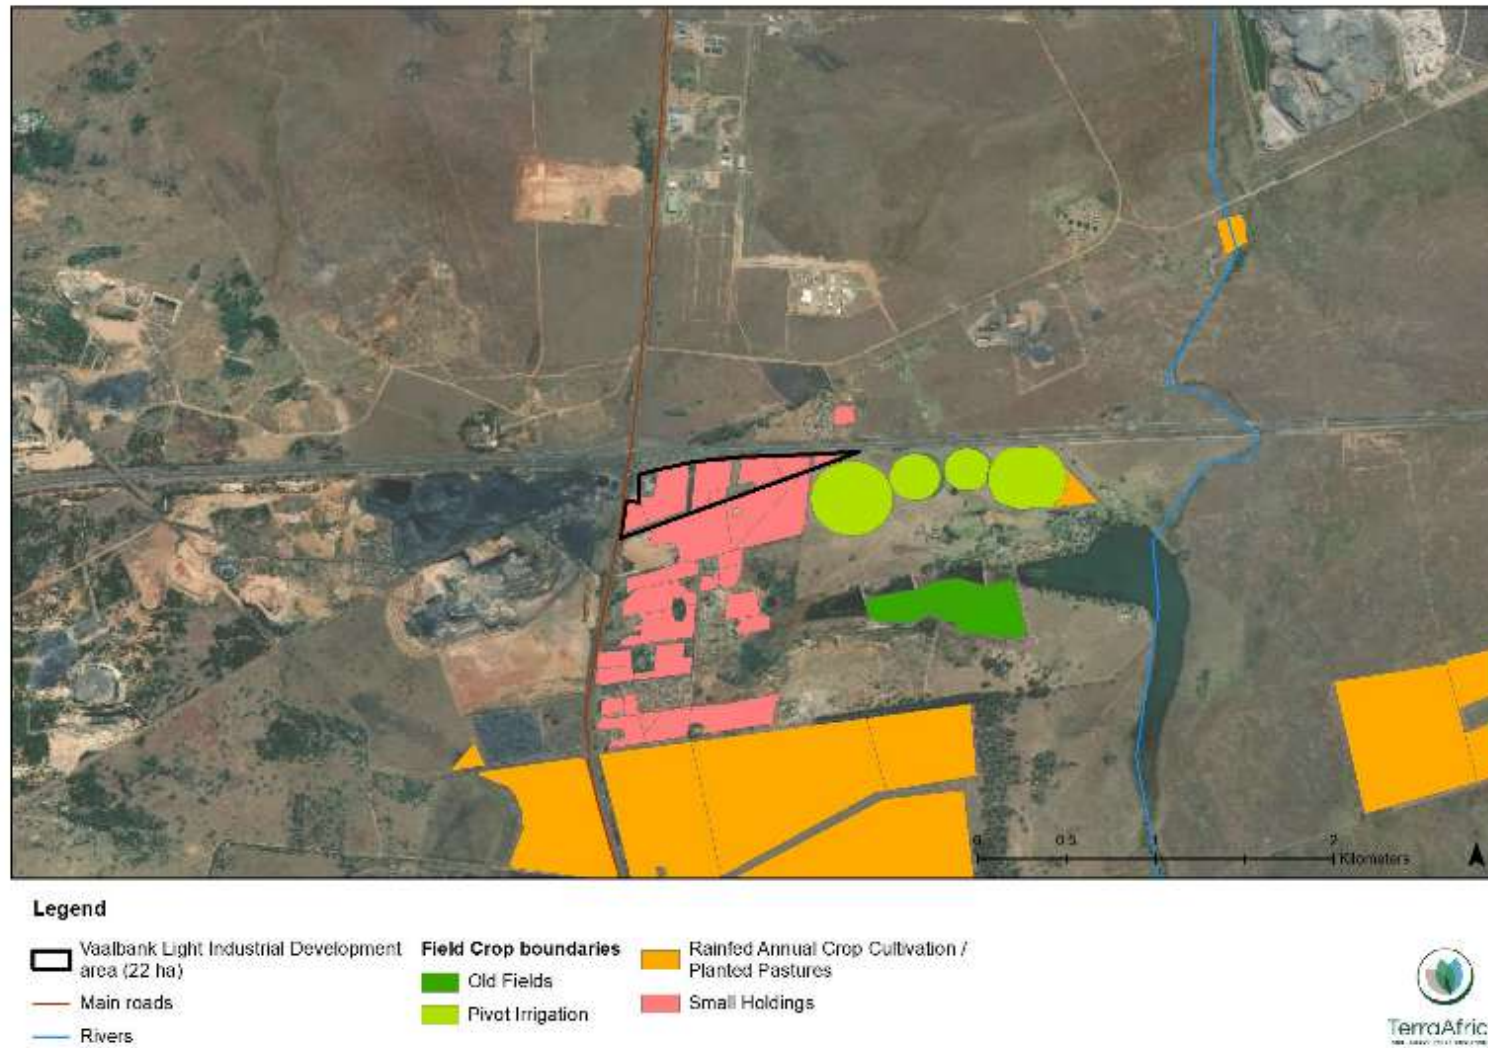 0 0.5 1 2
Kilometers
Legend
Vaalbank Light Industrial Development
area (22 ha)
Main roads
Rivers
Field Crop boundaries
Old Fields
Pivot Irrigation
Rainfed Annual Crop Cultivation /
Planted Pastures
Small Holdings
TerraAfric